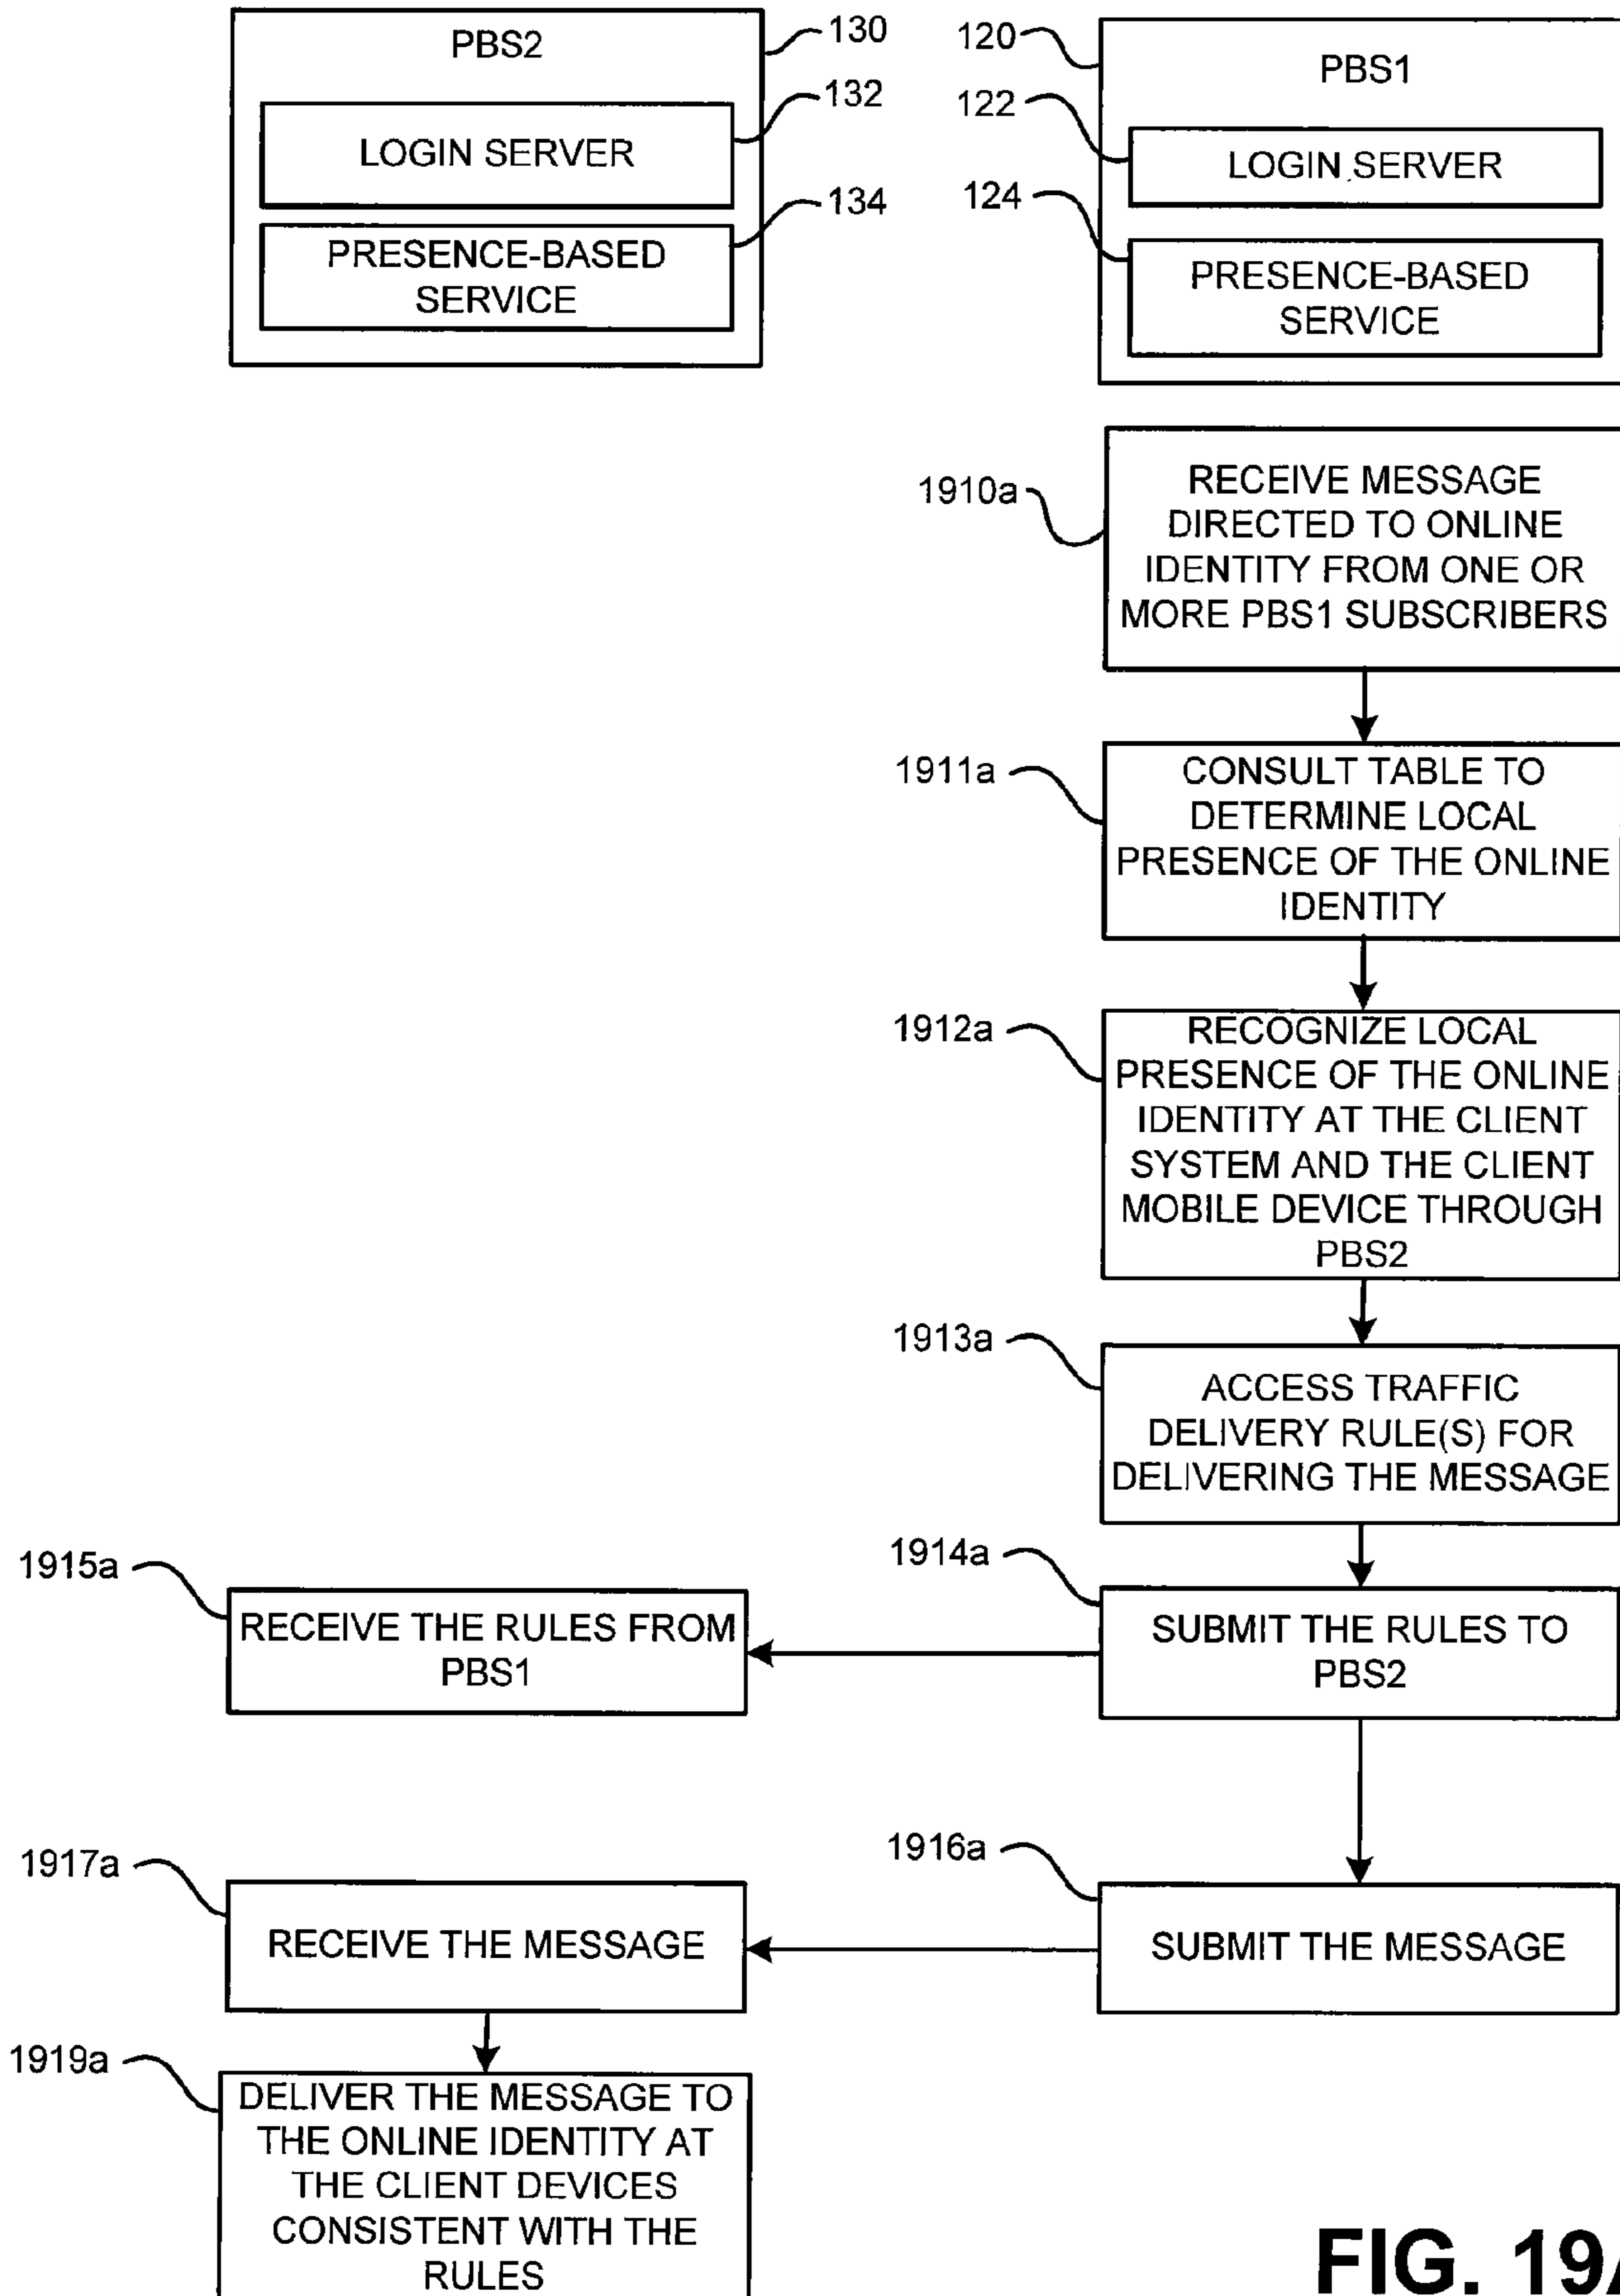 PBS2
130
132
LOGIN SERVER
134
PRESENCE-BASED
SERVICE
120
PBS1
122
LOGIN SERVER
124
PRESENCE-BASED
SERVICE
1910a
RECEIVE MESSAGE
DIRECTED TO ONLINE
IDENTITY FROM ONE OR
MORE PBS1 SUBSCRIBERS
1911a
CONSULT TABLE TO
DETERMINE LOCAL
PRESENCE OF THE ONLINE
IDENTITY
1912a
RECOGNIZE LOCAL
PRESENCE OF THE ONLINE
IDENTITY AT THE CLIENT
SYSTEM AND THE CLIENT
MOBILE DEVICE THROUGH
PBS2
1913a
ACCESS TRAFFIC
DELIVERY RULE(S) FOR
DELIVERING THE MESSAGE
1914a
SUBMIT THE RULES TO
PBS2
1915a
RECEIVE THE RULES FROM
PBS1
1916a
SUBMIT THE MESSAGE
1917a
RECEIVE THE MESSAGE
1919a
DELIVER THE MESSAGE TO
THE ONLINE IDENTITY AT
THE CLIENT DEVICES
CONSISTENT WITH THE
RULES
FIG. 19A